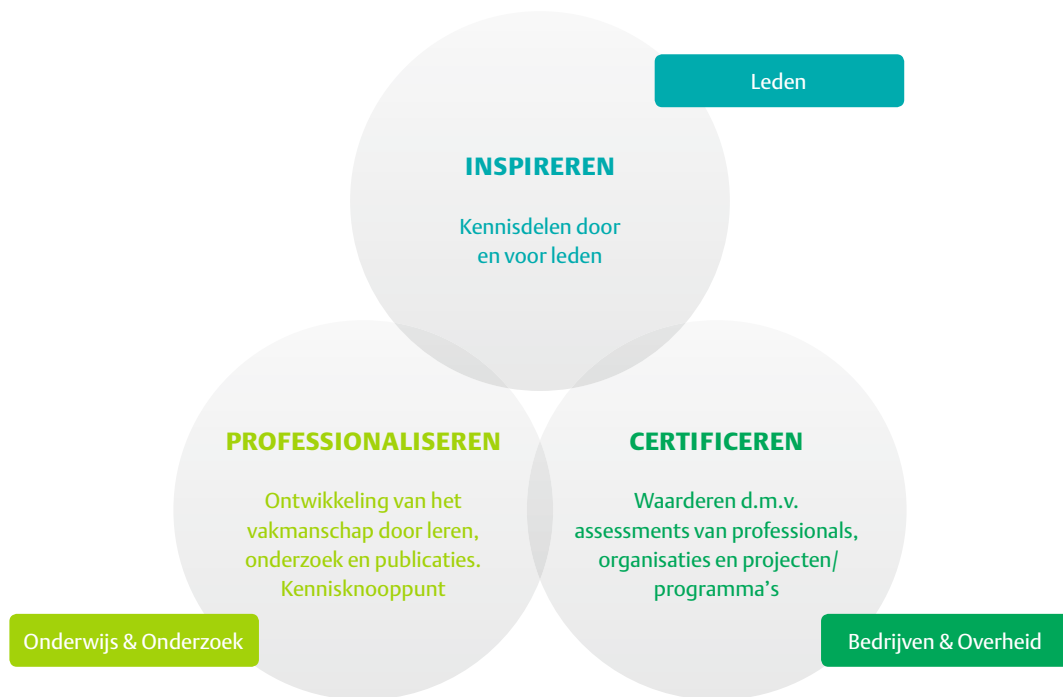 Leden
INSPIREREN
Kennisdelen door
en voor leden
PROFESSIONALISEREN
Ontwikkeling van het
vakmanschap door leren,
onderzoek en publicaties.
Kennisknooppunt
Onderwijs & Onderzoek
CERTIFICEREN
Waarderen d.m.v.
assessments van professionals,
organisaties en projecten/
programma’s
Bedrijven & Overheid